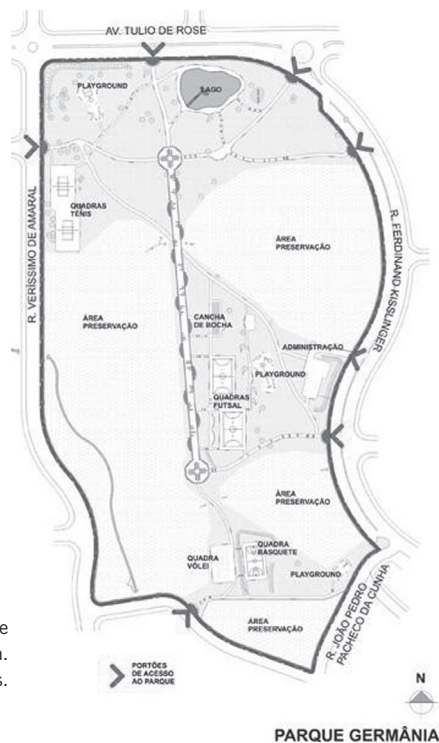 AV. TULIO DE ROSE
PLAYGROUND
LAGO
QUADRAS
TÊNIS
R. VERÍSSIMO DE AMARAL
ÁREA
PRESERVAÇÃO
R. FERDINAND KISSLINGER
ÁREA
PRESERVAÇÃO
CANCHA
DE BOCHA
ADMINISTRAÇÃO
PLAYGROUND
QUADRAS
FUTSAL
ÁREA
PRESERVAÇÃO
QUADRA
VÔLEI
QUADRA
BASQUETE
PLAYGROUND
ÁREA
PRESERVAÇÃO
R. JOÃO PEDRO
PACHECO DA CUNHA
e
a.
s.
PORTÕES
DE ACESSO
AO PARQUE
N
PARQUE GERMÂNIA